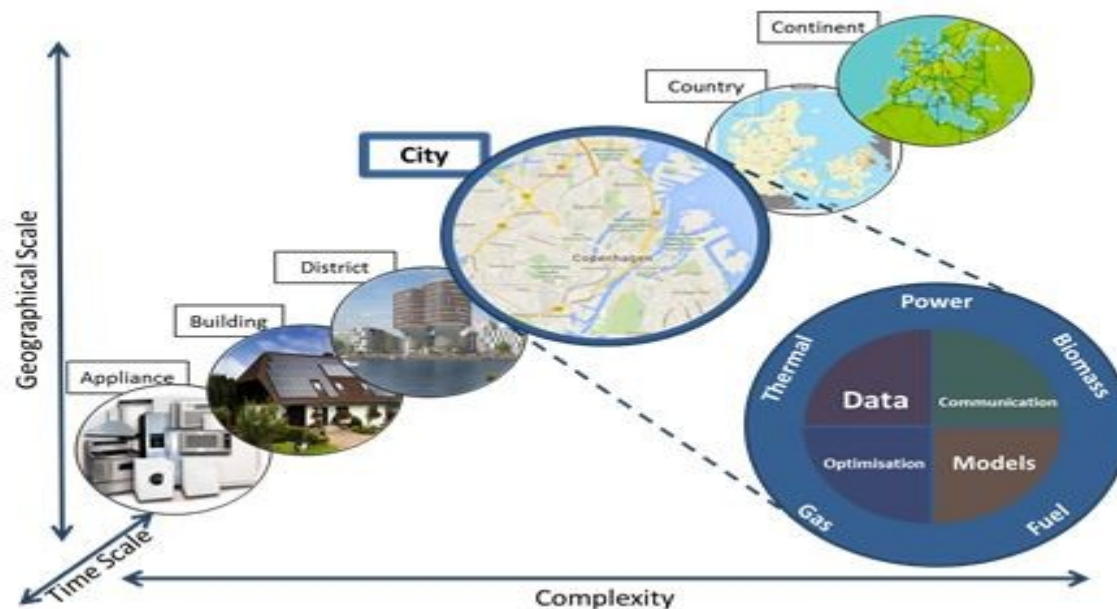 Continent
Country
City
District
Building
Appliance
Geographical Scale
Time Scale
Complexity
Copenhagen
Power
Thermal
Biomass
Data
Communication
Optimisation
Models
Gas
Fuel